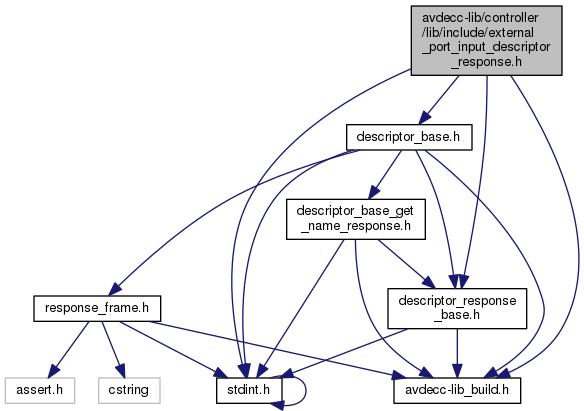 avdecc-lib/controller
/lib/include/external
_port_input_descriptor
_response.h
descriptor_base.h
descriptor_base_get
_name_response.h
response_frame.h
descriptor_response
_base.h
assert.h
cstring
stdint.h
avdecc-lib_build.h